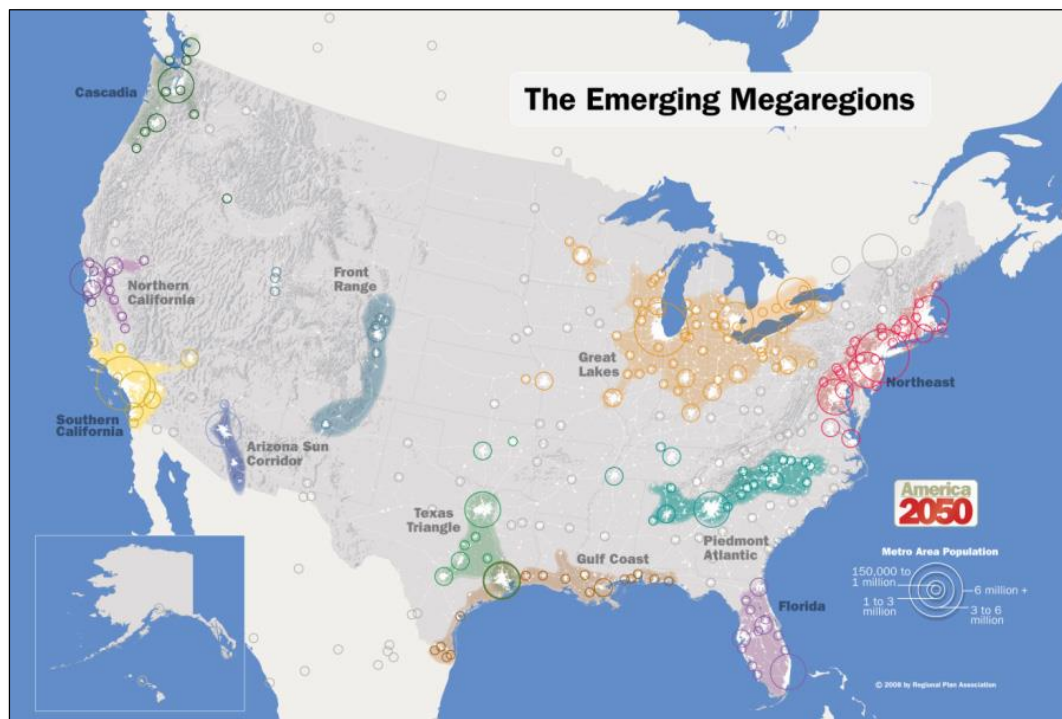 The Emerging Megaregions
Cascadia
Northern
California
Front
Range
Great
Lakes
Northeast
Southern
California
Arizona Sun
Corridor
Texas
Triangle
Gulf Coast
Piedmont
Atlantic
Florida
America
2050
Metro Area Population
150,000 to
1 million
1 to 3
million
6 million +
3 to 6
million
© 2008 by Regional Plan Association